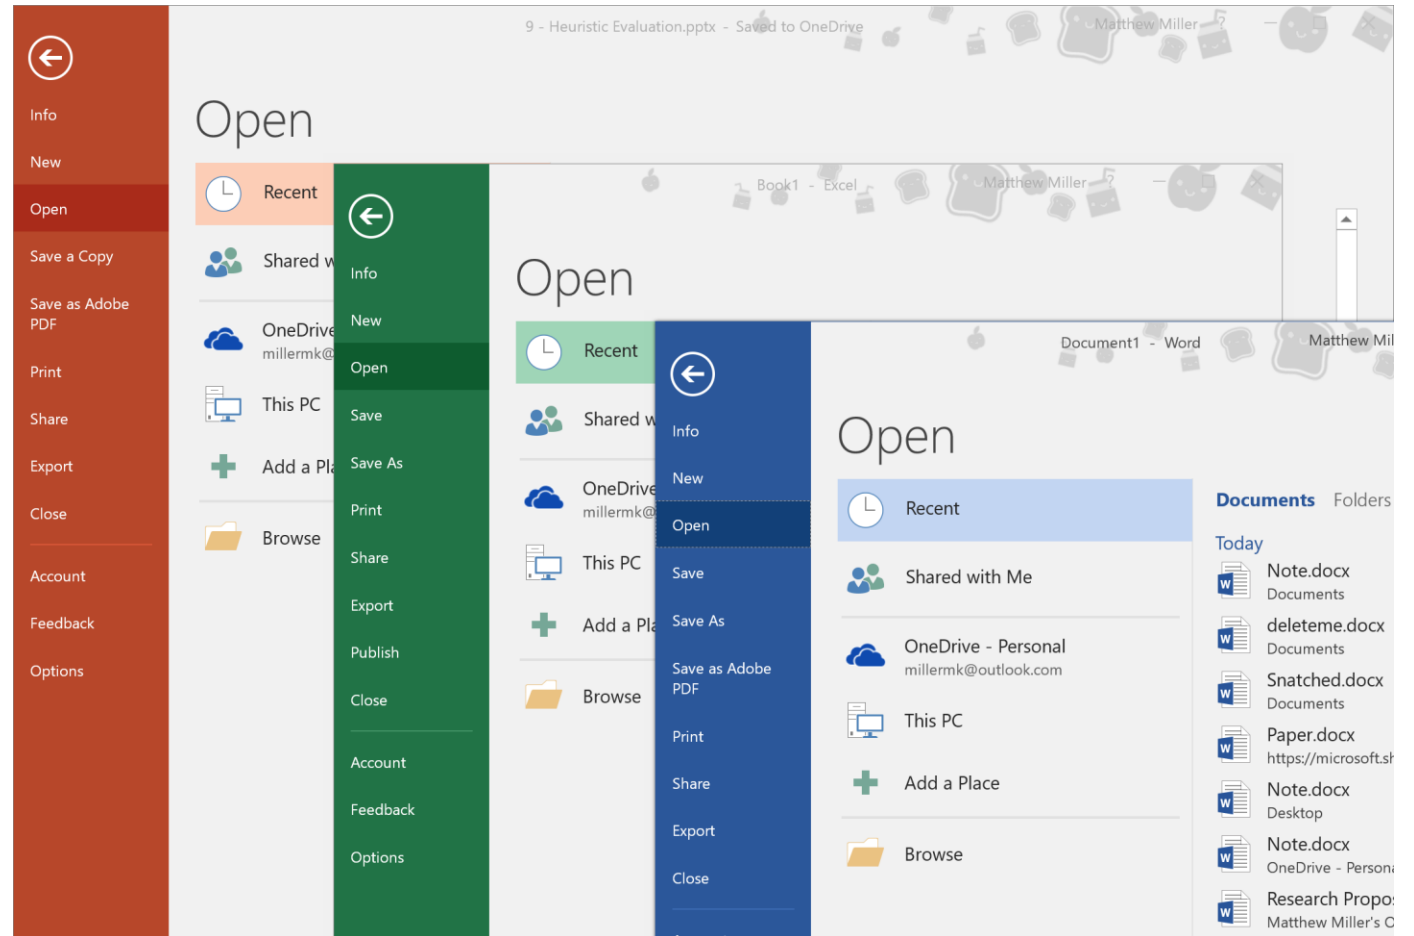 9 - Heuristic Evaluation.pptx - Saved to OneDrive
Matthew Miller
?
Info
New
Open
Save a Copy
Save as Adobe
PDF
Print
Share
Export
Close
Account
Feedback
Options
Open
Recent
Shared w
OneDrive
millermk@
This PC
Add a Pla
Browse
Book1 - Excel
Matthew Miller
?
Info
New
Open
Save
Save As
Print
Share
Export
Publish
Close
Account
Feedback
Options
Open
Recent
Shared w
OneDrive
millermk@
This PC
Add a Pla
Browse
Document1 - Word
Matthew Mil
Info
New
Open
Save
Save As
Save as Adobe
PDF
Print
Share
Export
Close
Open
Recent
Shared with Me
OneDrive - Personal
millermk@outlook.com
This PC
Add a Place
Browse
Documents Folders
Today
Note.docx
Documents
deleteme.docx
Documents
Snatched.docx
Documents
Paper.docx
https://microsoft.sh
Note.docx
Desktop
Note.docx
OneDrive - Persona
Research Propos
Matthew Miller's O